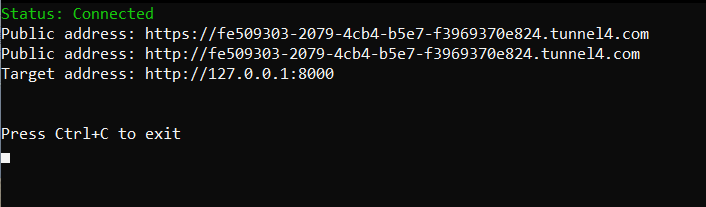 Status: Connected
Public address: https://fe509303-2079-4cb4-b5e7-f3969370e824.tunnel4.com
Public address: http://fe509303-2079-4cb4-b5e7-f3969370e824.tunnel4.com
Target address: http://127.0.0.1:8000
Press Ctrl+C to exit